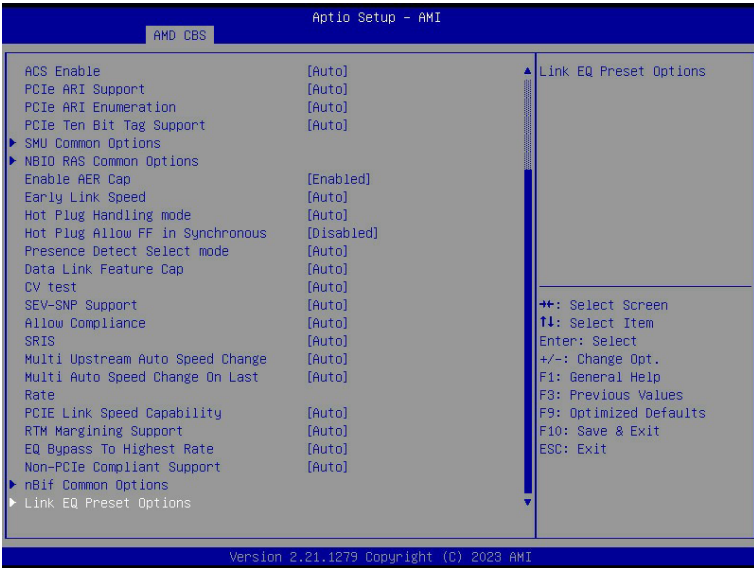 Aptio Setup - AMI
AMD CBS
ACS Enable [Auto]
PCIe ARI Support [Auto]
PCIe ARI Enumeration [Auto]
PCIe Ten Bit Tag Support [Auto]
SMU Common Options
NBIO RAS Common Options
Enable AER Cap [Enabled]
Early Link Speed [Auto]
Hot Plug Handling mode [Auto]
Hot Plug Allow FF in Synchronous [Disabled]
Presence Detect Select mode [Auto]
Data Link Feature Cap [Auto]
CV test [Auto]
SEV-SNP Support [Auto]
Allow Compliance [Auto]
SRIS [Auto]
Multi Upstream Auto Speed Change [Auto]
Multi Auto Speed Change On Last [Auto]
Rate
PCIE Link Speed Capability [Auto]
RTM Margining Support [Auto]
EQ Bypass To Highest Rate [Auto]
Non-PCIe Compliant Support [Auto]
nBif Common Options
Link EQ Preset Options
Link EQ Preset Options
→←: Select Screen
↑↓: Select Item
Enter: Select
+/-: Change Opt.
F1: General Help
F3: Previous Values
F9: Optimized Defaults
F10: Save & Exit
ESC: Exit
Version 2.21.1279 Copyright (C) 2023 AMI